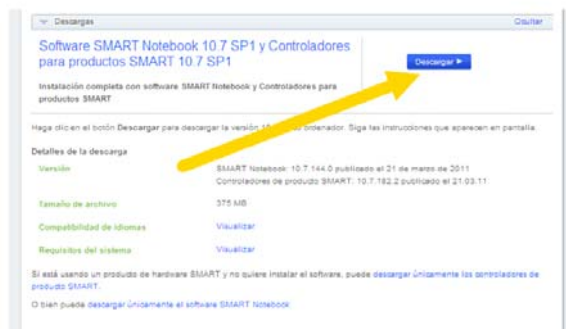 Descargas Ocultar
Software SMART Notebook 10.7 SP1 y Controladores
para productos SMART 10.7 SP1
Descargar
Instalación completa con software SMART Notebook y Controladores para
productos SMART
Haga clic en el botón Descargar para descargar la versión ordenador. Siga las instrucciones que aparecen en pantalla.
Detalles de la descarga
Versión SMART Notebook: 10.7.144.0 publicado el 21 de marzo de 2011
Controladores de producto SMART: 10.7.182.2 publicado el 21.03.11
Tamaño de archivo 375 MB
Compatibilidad de idiomas Visualizar
Requisitos del sistema Visualizar
Si está usando un producto de hardware SMART y no quiere instalar el software, puede descargar únicamente los controladores de
producto SMART.
O bien puede descargar únicamente el software SMART Notebook.